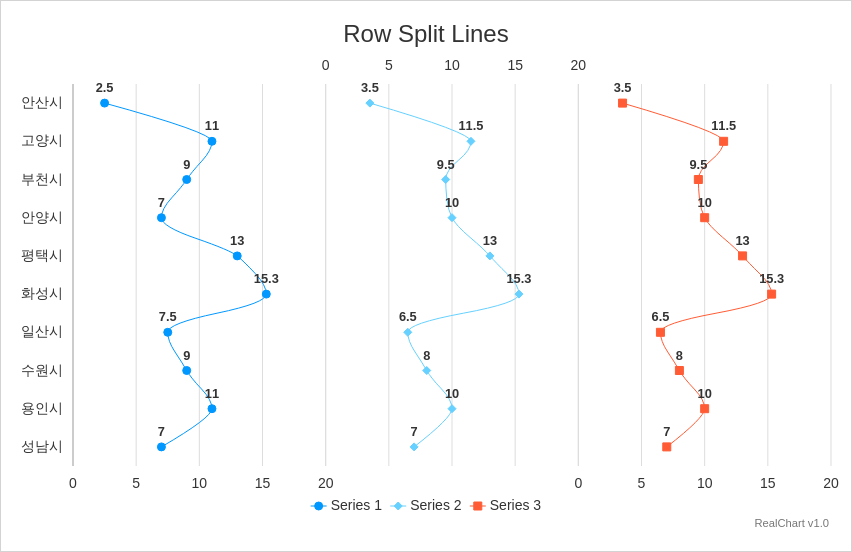 Row Split Lines
0 5 10 15 20
안산시 2.5 3.5 3.5
고양시 11 11.5 11.5
부천시 9 9.5 9.5
안양시 7 10 10
평택시 13 13 13
화성시 15.3 15.3 15.3
일산시 7.5 6.5 6.5
수원시 9 8 8
용인시 11 10 10
성남시 7 7 7
0 5 10 15 20 0 5 10 15 20
Series 1 Series 2 Series 3
RealChart v1.0